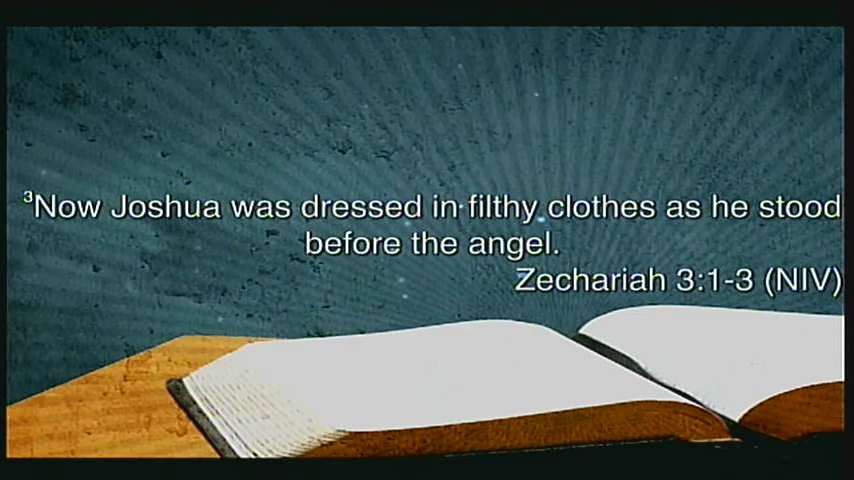 ³Now Joshua was dressed in filthy clothes as he stood
before the angel.
Zechariah 3:1-3 (NIV)